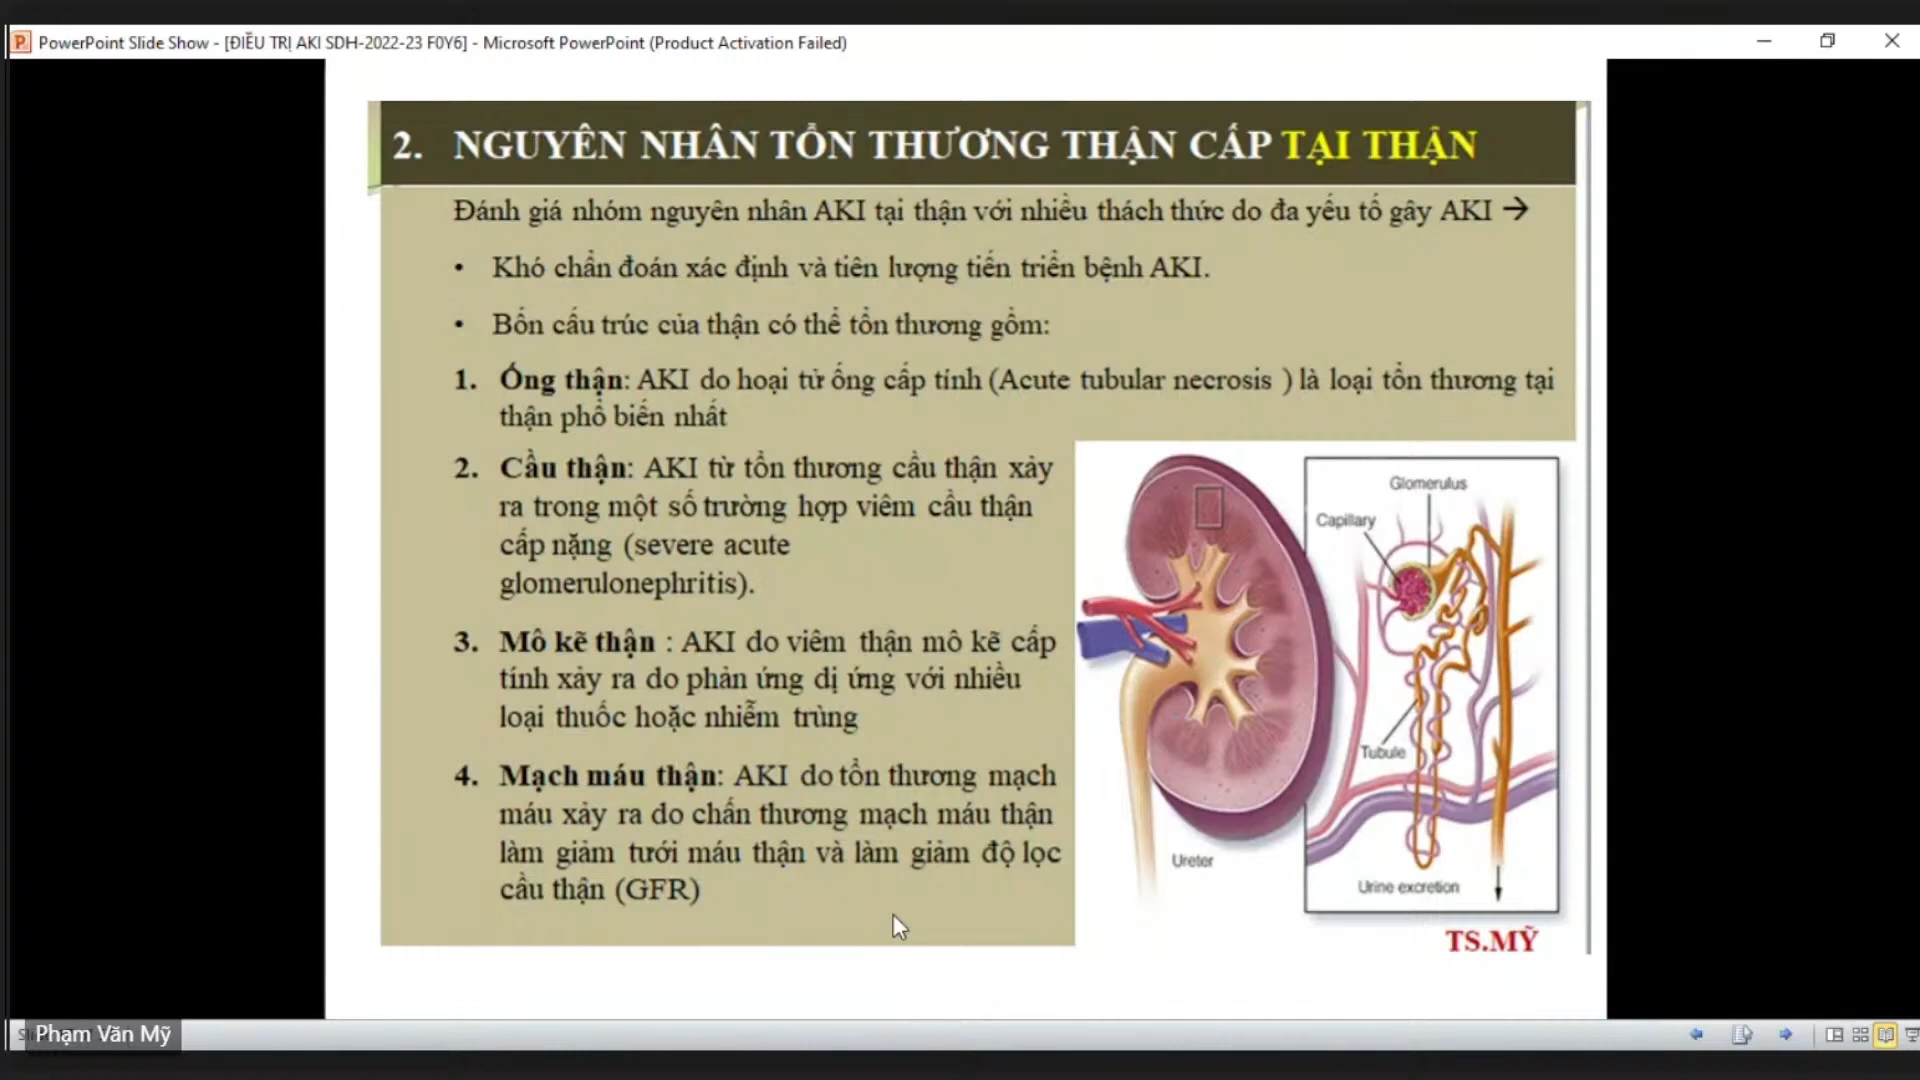 PowerPoint Slide Show - [ĐIỀU TRỊ AKI SDH-2022-23 F0Y6] - Microsoft PowerPoint (Product Activation Failed)
2. NGUYÊN NHÂN TỔN THƯƠNG THẬN CẤP TẠI THẬN
Đánh giá nhóm nguyên nhân AKI tại thận với nhiều thách thức do đa yếu tố gây AKI →
• Khó chẩn đoán xác định và tiên lượng tiến triển bệnh AKI.
• Bốn cấu trúc của thận có thể tổn thương gồm:
1. Ống thận: AKI do hoại tử ống cấp tính (Acute tubular necrosis ) là loại tổn thương tại
thận phổ biến nhất
2. Cầu thận: AKI từ tổn thương cầu thận xảy
ra trong một số trường hợp viêm cầu thận
cấp nặng (severe acute
glomerulonephritis).
3. Mô kẽ thận : AKI do viêm thận mô kẽ cấp
tính xảy ra do phản ứng dị ứng với nhiều
loại thuốc hoặc nhiễm trùng
4. Mạch máu thận: AKI do tổn thương mạch
máu xảy ra do chấn thương mạch máu thận
làm giảm tưới máu thận và làm giảm độ lọc
cầu thận (GFR)
Glomerulus
Capillary
Tubule
Ureter
Urine excretion
TS.MỸ
Phạm Văn Mỹ